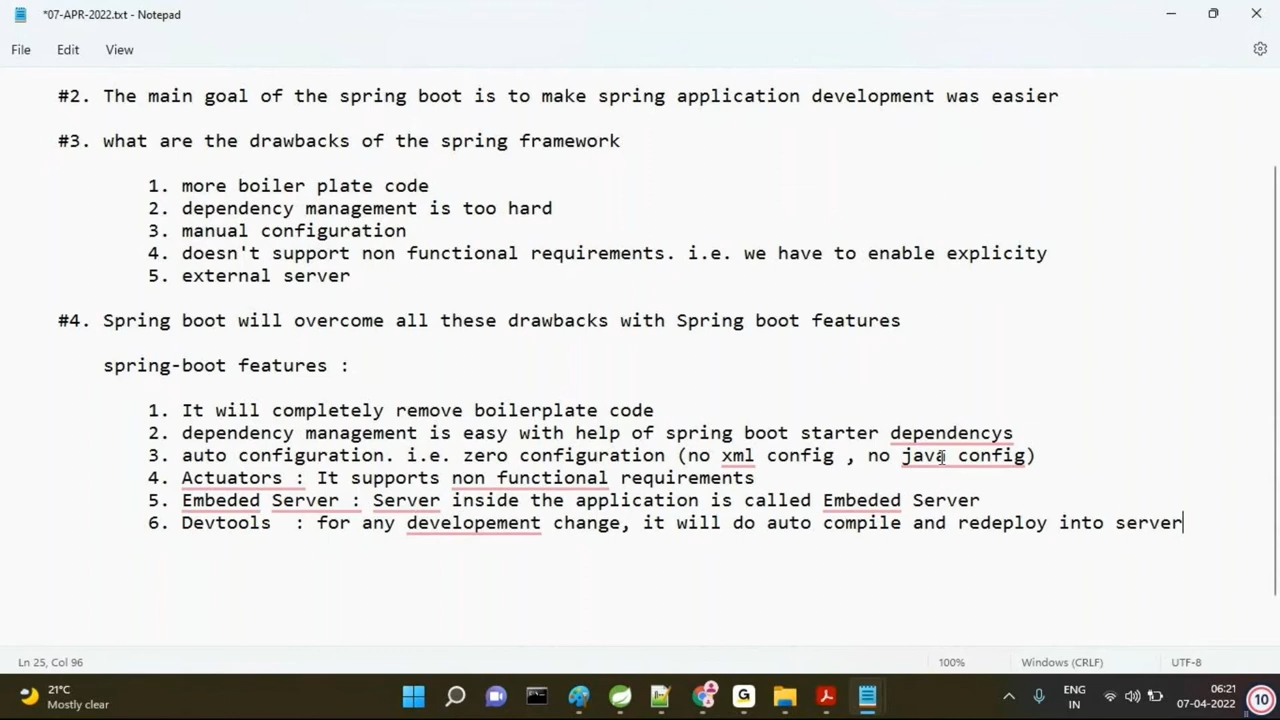 *07-APR-2022.txt - Notepad
File Edit View
#2. The main goal of the spring boot is to make spring application development was easier
#3. what are the drawbacks of the spring framework
1. more boiler plate code
2. dependency management is too hard
3. manual configuration
4. doesn't support non functional requirements. i.e. we have to enable explicity
5. external server
#4. Spring boot will overcome all these drawbacks with Spring boot features
spring-boot features :
1. It will completely remove boilerplate code
2. dependency management is easy with help of spring boot starter dependencys
3. auto configuration. i.e. zero configuration (no xml config , no java config)
4. Actuators : It supports non functional requirements
5. Embeded Server : Server inside the application is called Embeded Server
6. Devtools : for any developement change, it will do auto compile and redeploy into server
Ln 25, Col 96 100% Windows (CRLF) UTF-8
21°C
Mostly clear
ENG
IN
06:21
07-04-2022
10